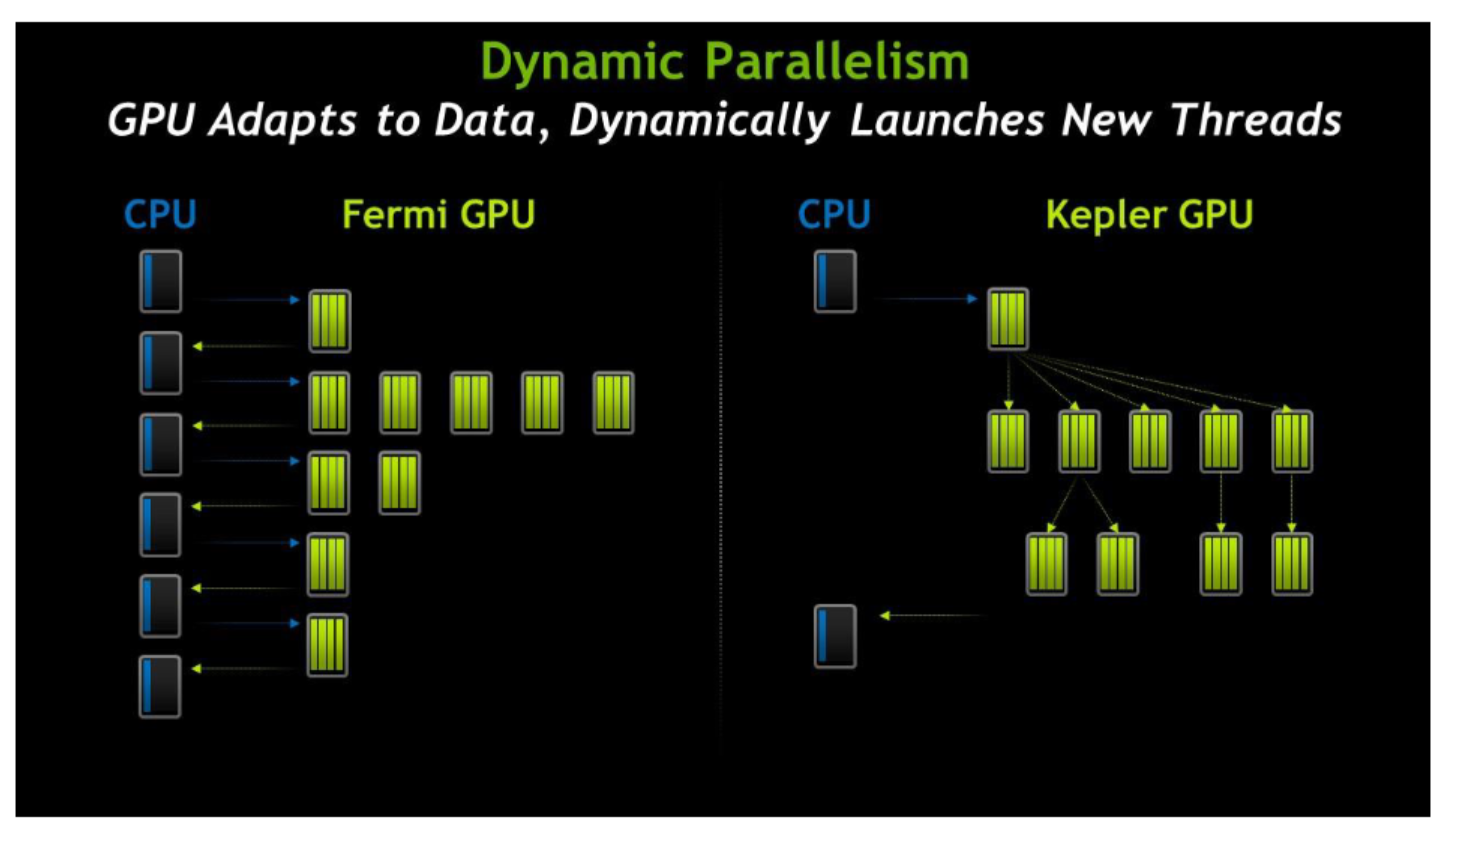 Dynamic Parallelism
GPU Adapts to Data, Dynamically Launches New Threads
CPU Fermi GPU
CPU Kepler GPU